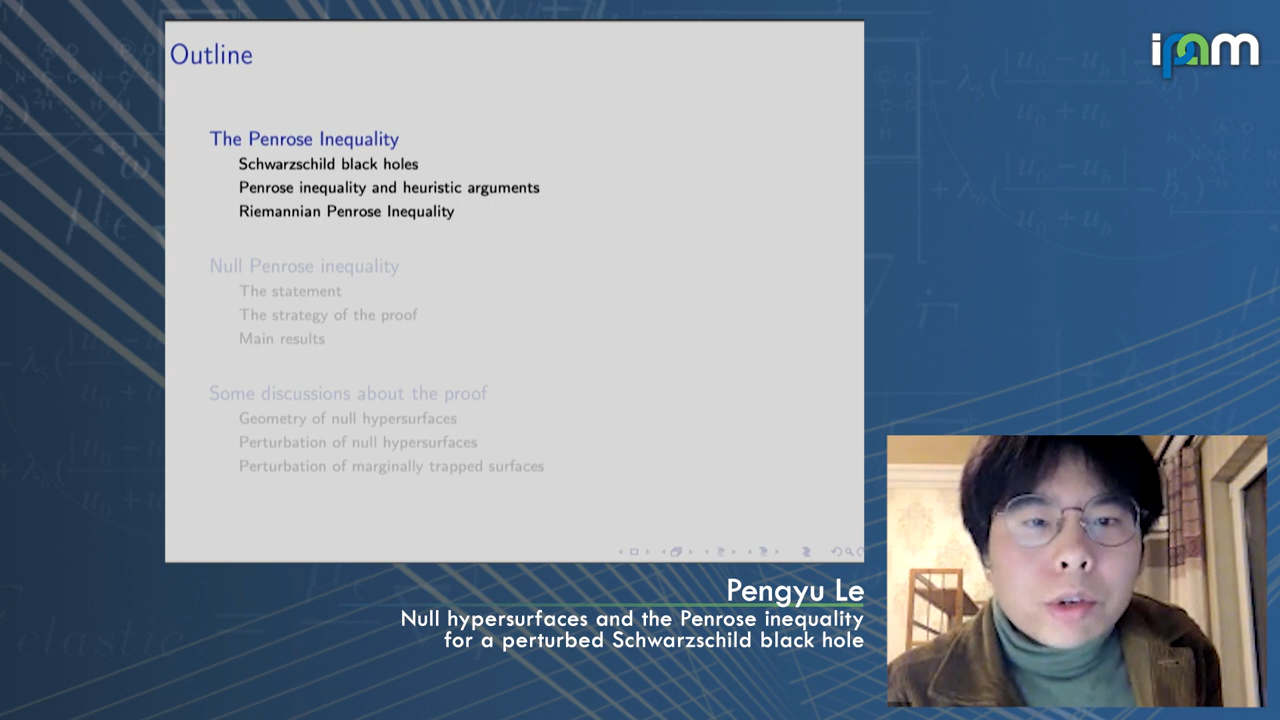 Outline
ipam
The Penrose Inequality
Schwarzschild black holes
Penrose inequality and heuristic arguments
Riemannian Penrose Inequality
Null Penrose inequality
The statement
The strategy of the proof
Main results
Some discussions about the proof
Geometry of null hypersurfaces
Perturbation of null hypersurfaces
Perturbation of marginally trapped surfaces
Pengyu Le
Null hypersurfaces and the Penrose inequality
for a perturbed Schwarzschild black hole
elastic